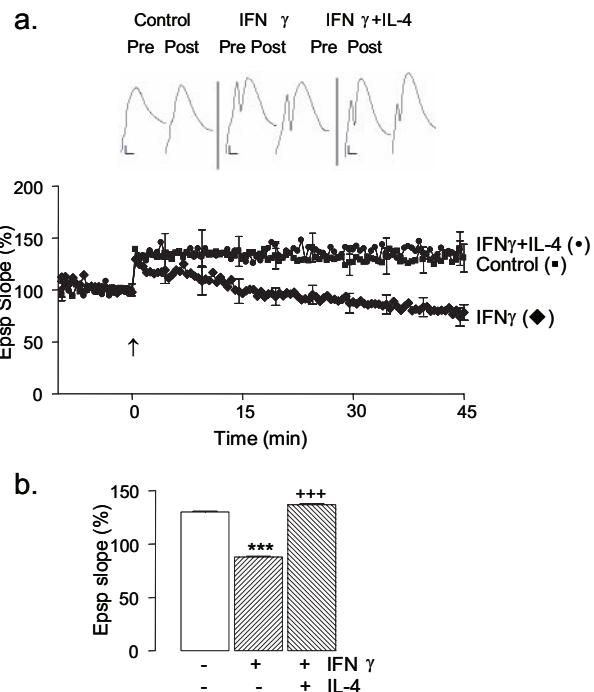 a.
Control IFN γ IFN γ+IL-4
Pre Post Pre Post Pre Post
200
150
100
50
0
Epsp Slope (%)
IFNγ+IL-4 (•)
Control (▪)
IFNγ (◆)
↑
0 15 30 45
Time (min)
b.
150
100
50
0
Epsp slope (%)
*** +++
- + + IFN γ
- - + IL-4